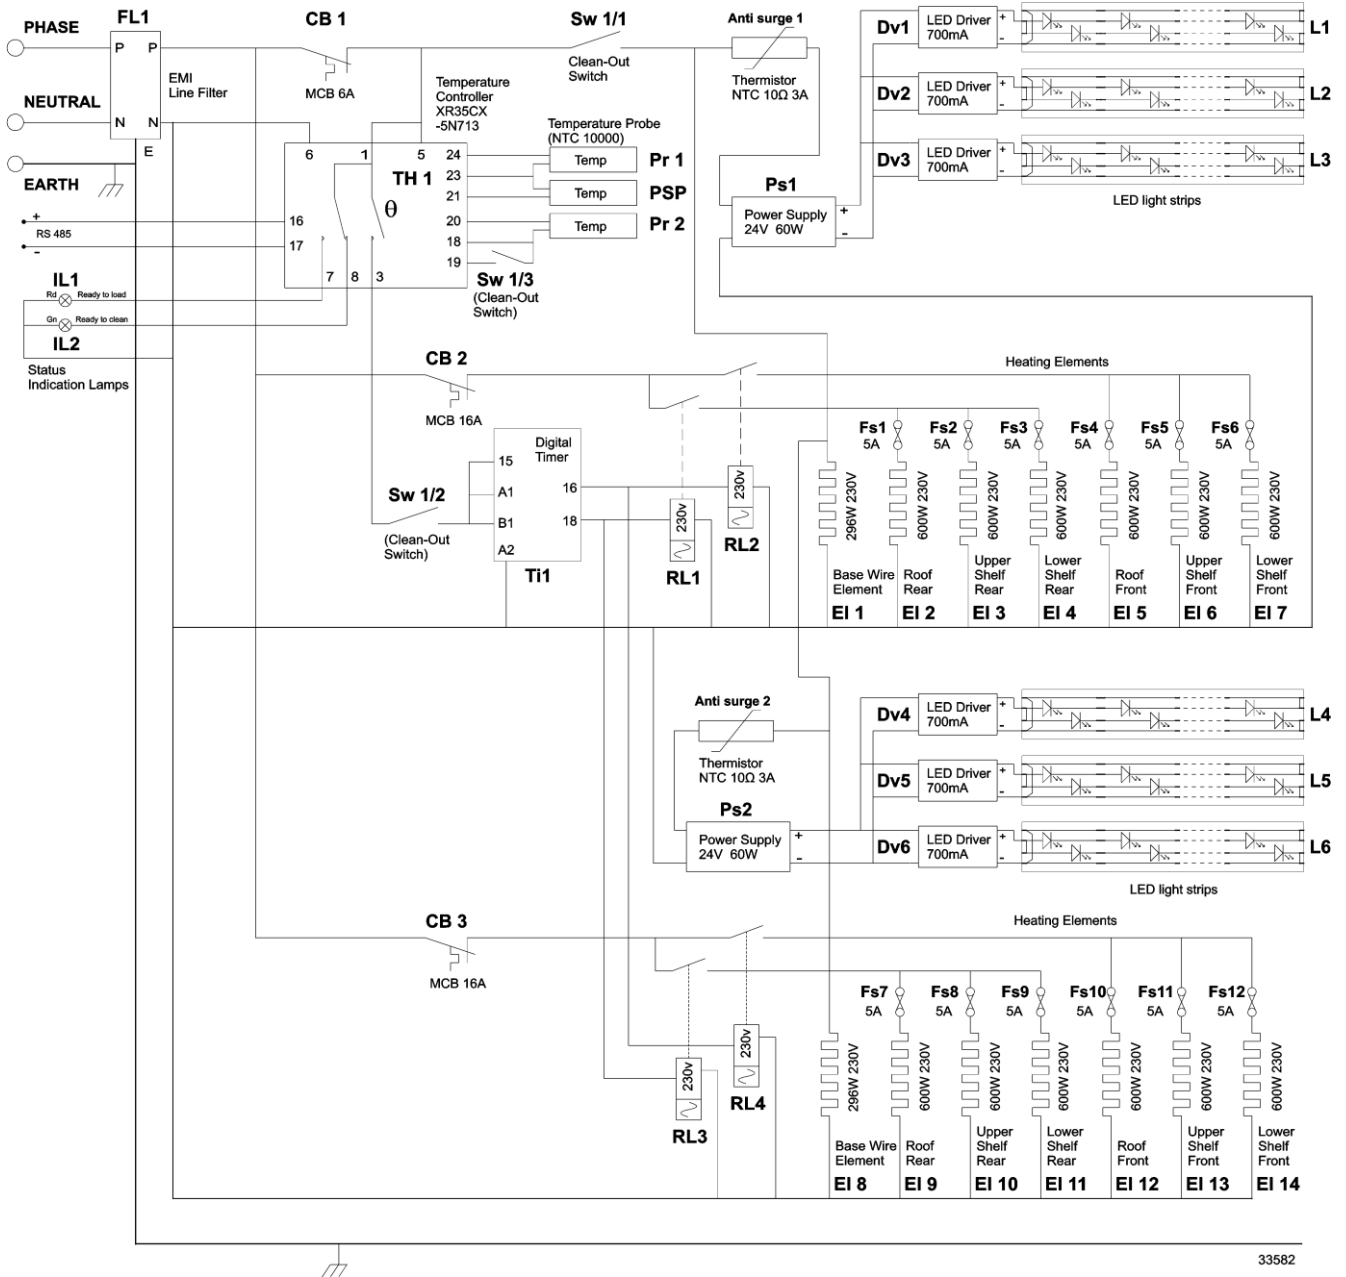 PHASE
FL1
P P
EMI
Line Filter
NEUTRAL
N N
E
EARTH
CB 1
MCB 6A
Sw 1/1
Clean-Out
Switch
Anti surge 1
Thermistor
NTC 10Ω 3A
Temperature
Controller
XR35CX
-5N713
Temperature Probe
(NTC 10000)
6 1 5 24
TH 1
23
21
20
18
19
θ
16
17
7 8 3
Temp Pr 1
Temp PSP
Temp Pr 2
Sw 1/3
(Clean-Out
Switch)
+
RS 485
-
IL1
Rd Ready to load
Gn Ready to clean
IL2
Status
Indication Lamps
Ps1
Power Supply
24V 60W
+
-
Dv1
LED Driver
700mA
+
-
L1
Dv2
LED Driver
700mA
+
-
L2
Dv3
LED Driver
700mA
+
-
L3
LED light strips
CB 2
MCB 16A
Heating Elements
Sw 1/2
(Clean-Out
Switch)
Digital
Timer
15
A1
B1
A2
16
18
Ti1
230v
RL1
230v
RL2
Fs1
5A
Fs2
5A
Fs3
5A
Fs4
5A
Fs5
5A
Fs6
5A
296W 230V
600W 230V
600W 230V
600W 230V
600W 230V
600W 230V
600W 230V
Base Wire
Element
El 1
Roof
Rear
El 2
Upper
Shelf
Rear
El 3
Lower
Shelf
Rear
El 4
Roof
Front
El 5
Upper
Shelf
Front
El 6
Lower
Shelf
Front
El 7
Anti surge 2
Thermistor
NTC 10Ω 3A
Ps2
Power Supply
24V 60W
+
-
Dv4
LED Driver
700mA
+
-
L4
Dv5
LED Driver
700mA
+
-
L5
Dv6
LED Driver
700mA
+
-
L6
LED light strips
CB 3
MCB 16A
Heating Elements
230v
RL3
230v
RL4
Fs7
5A
Fs8
5A
Fs9
5A
Fs10
5A
Fs11
5A
Fs12
5A
296W 230V
600W 230V
600W 230V
600W 230V
600W 230V
600W 230V
600W 230V
Base Wire
Element
El 8
Roof
Rear
El 9
Upper
Shelf
Rear
El 10
Lower
Shelf
Rear
El 11
Roof
Front
El 12
Upper
Shelf
Front
El 13
Lower
Shelf
Front
El 14
33582